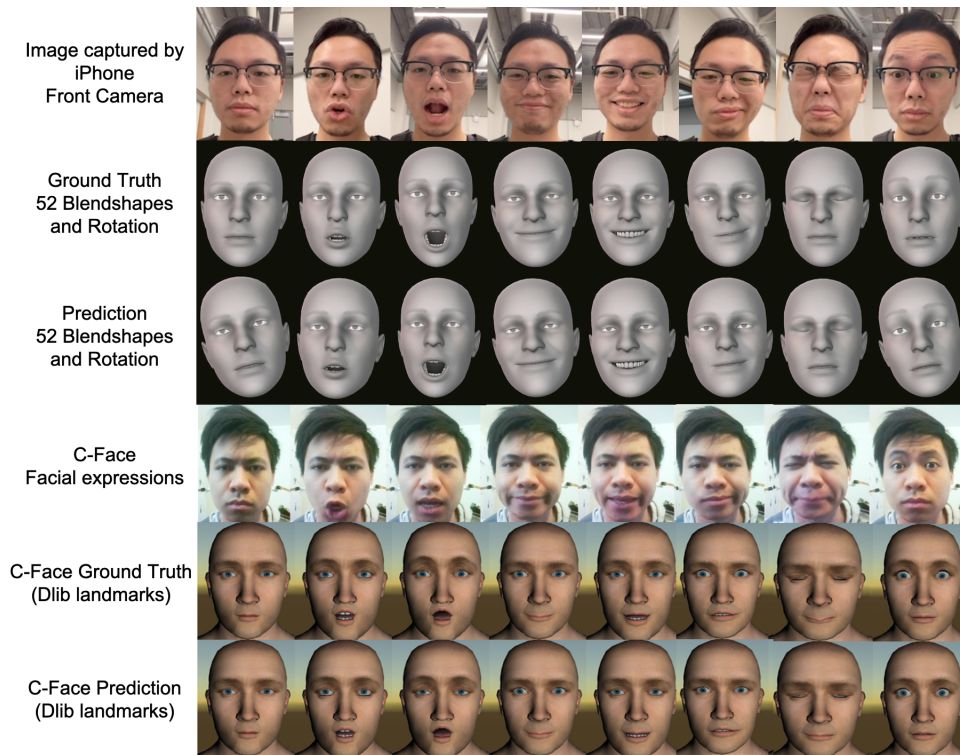 Image captured by
iPhone
Front Camera
Ground Truth
52 Blendshapes
and Rotation
Prediction
52 Blendshapes
and Rotation
C-Face
Facial expressions
C-Face Ground Truth
(Dlib landmarks)
C-Face Prediction
(Dlib landmarks)